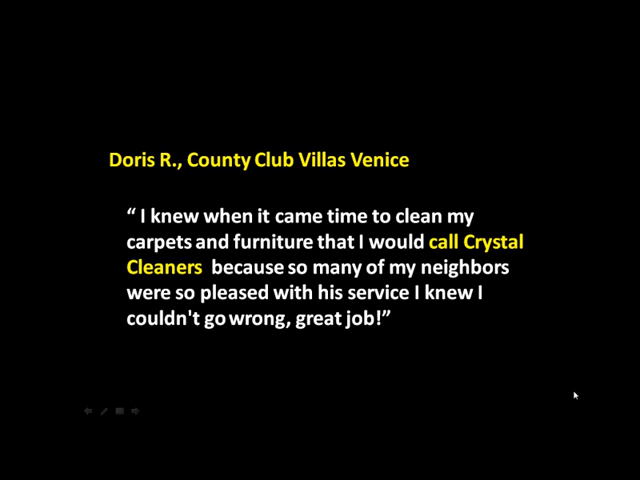 Doris R., County Club Villas Venice
“ I knew when it came time to clean my
carpets and furniture that I would call Crystal
Cleaners because so many of my neighbors
were so pleased with his service I knew I
couldn't go wrong, great job!”